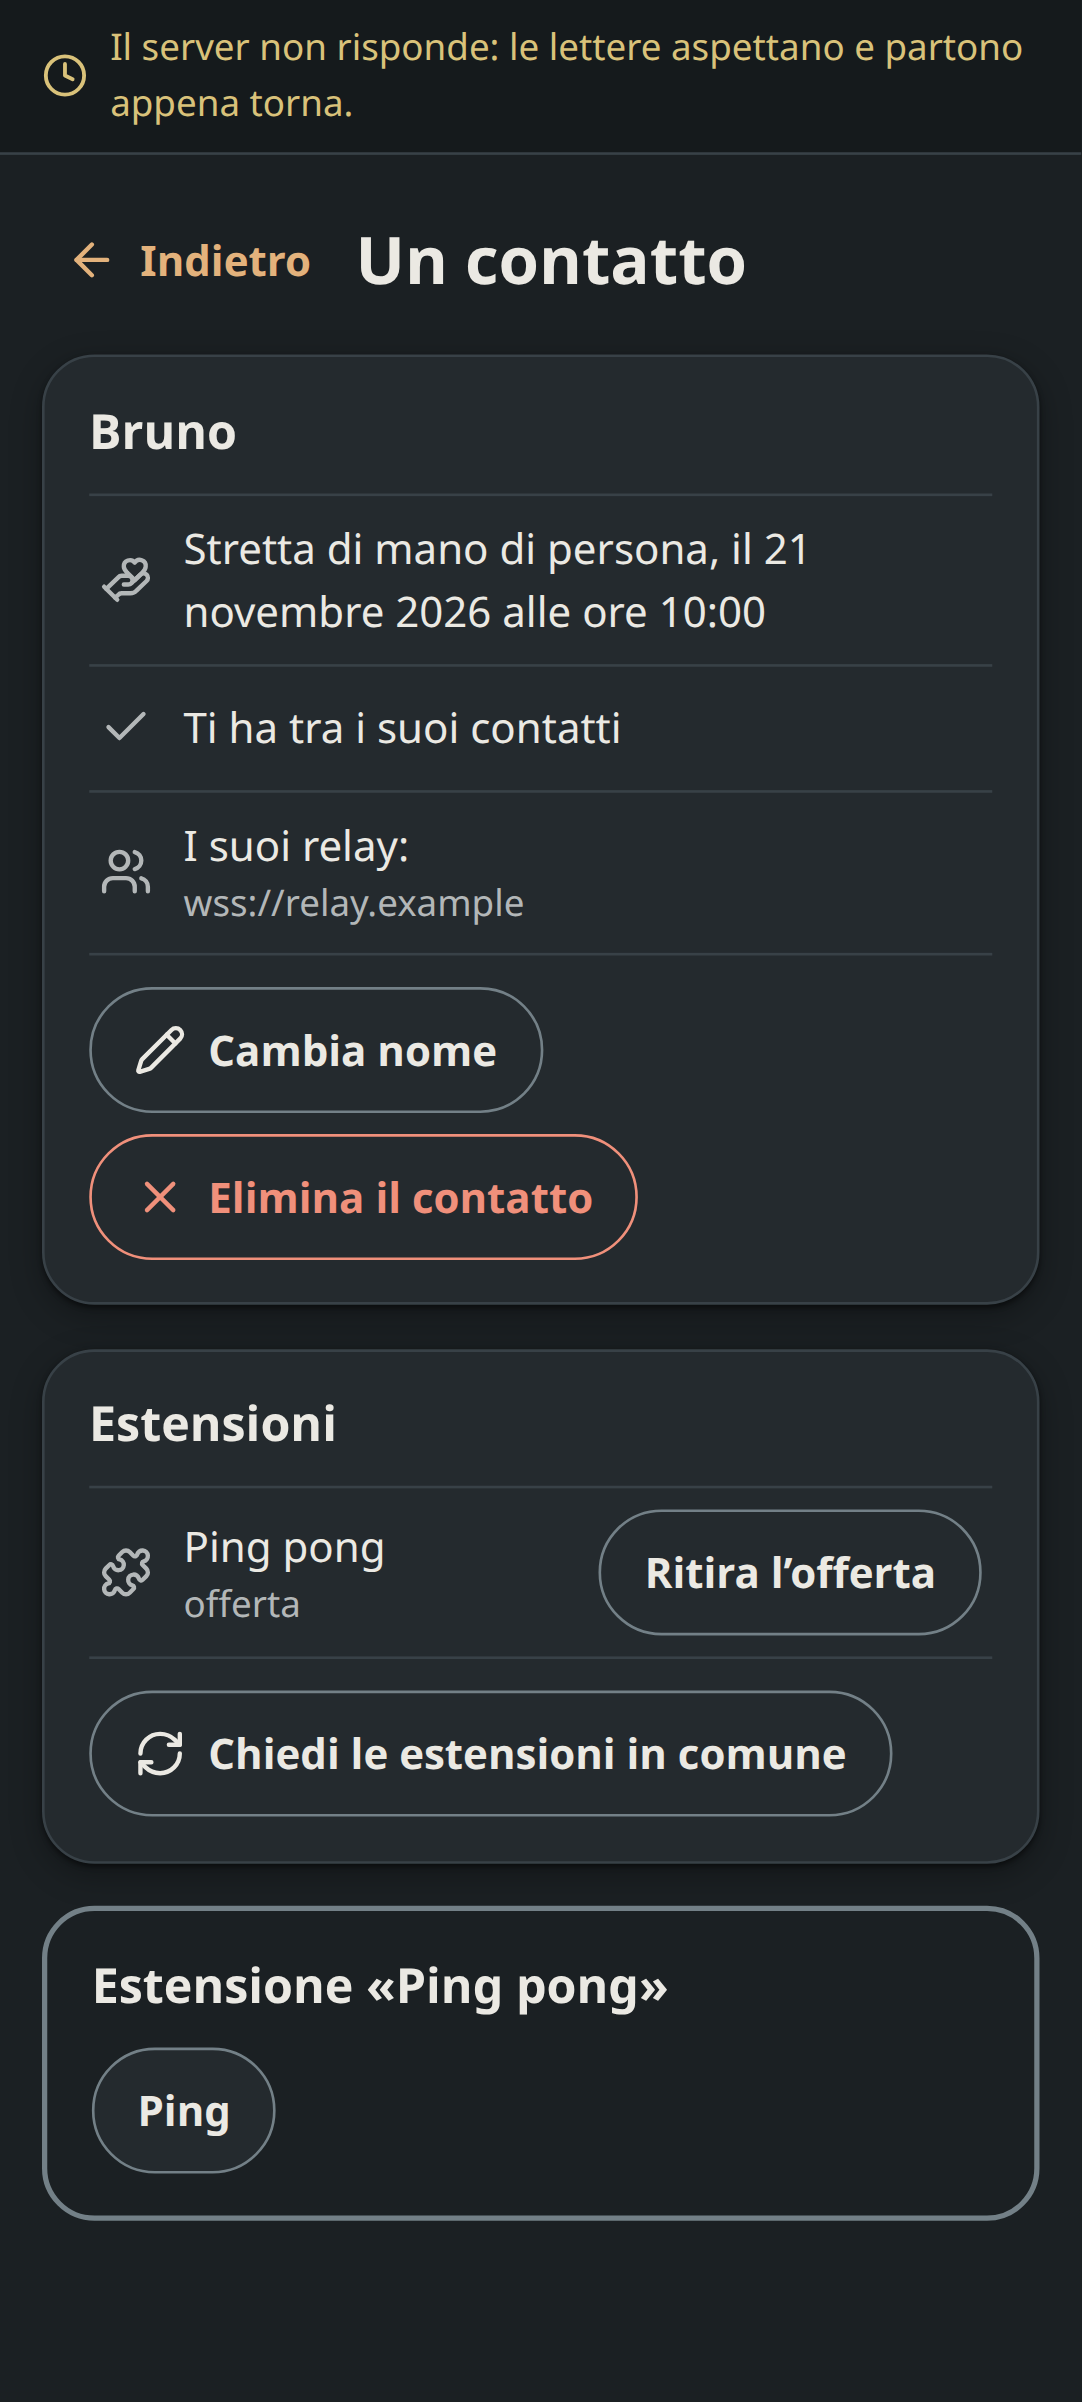 Il server non risponde: le lettere aspettano e partono
appena torna.
Indietro
Un contatto
Bruno
Stretta di mano di persona, il 21
novembre 2026 alle ore 10:00
Ti ha tra i suoi contatti
I suoi relay:
wss://relay.example
Cambia nome
Elimina il contatto
Estensioni
Ping pong
offerta
Ritira l’offerta
Chiedi le estensioni in comune
Estensione «Ping pong»
Ping